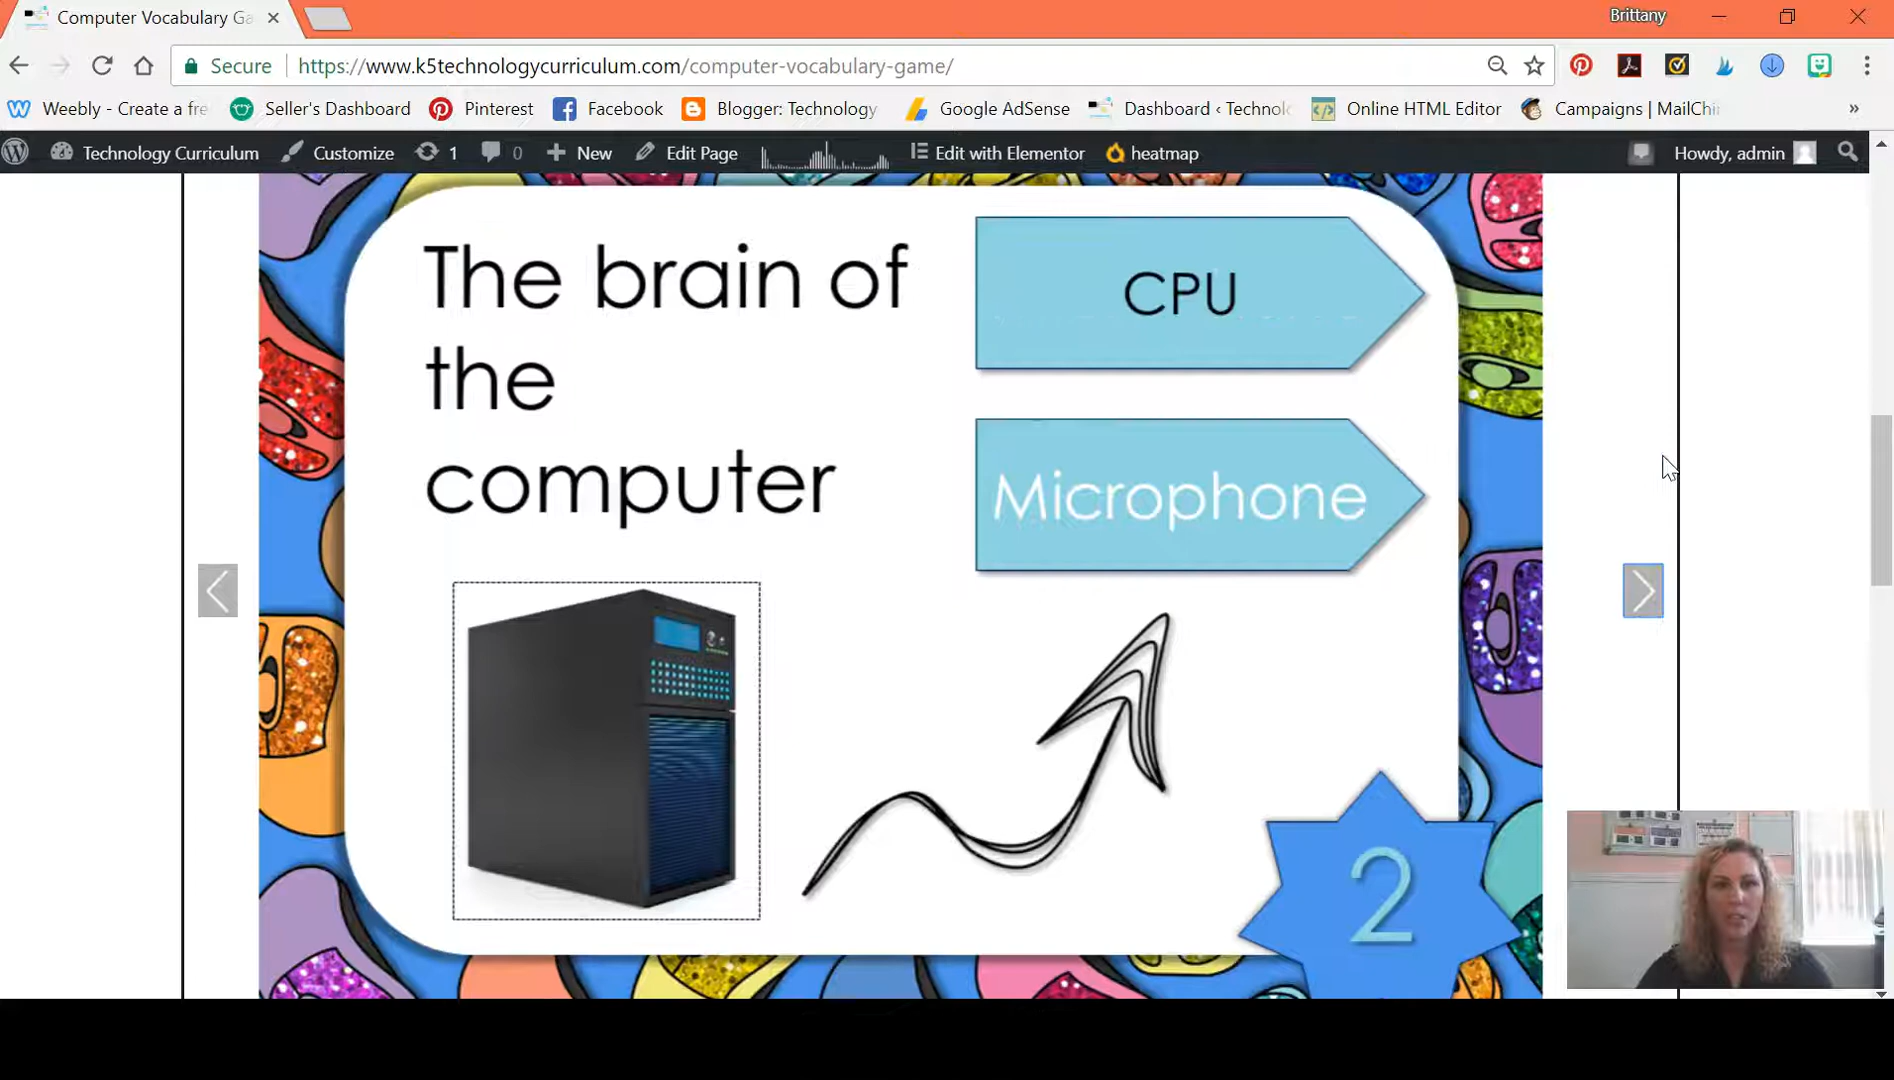 Computer Vocabulary Ga
Brittany
Secure
https://www.k5technologycurriculum.com/computer-vocabulary-game/
Weebly - Create a fre
Seller's Dashboard
Pinterest
Facebook
Blogger: Technology
Google AdSense
Dashboard ‹ Technol
Online HTML Editor
Campaigns | MailChi
»
Technology Curriculum
Customize
1
0
New
Edit Page
Edit with Elementor
heatmap
Howdy, admin
The brain of
the
computer
CPU
Microphone
2